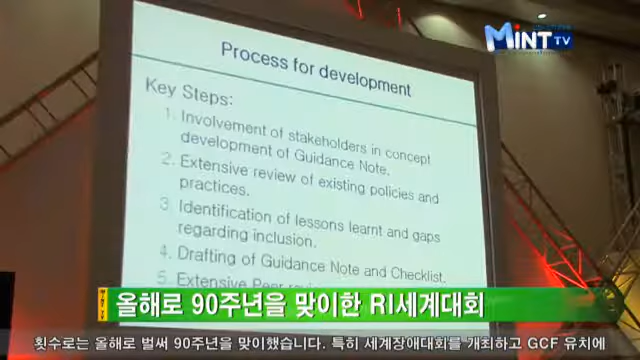 MiNT TV
Process for development
Key Steps:
1. Involvement of stakeholders in concept
development of Guidance Note.
2. Extensive review of existing policies and
practices.
3. Identification of lessons learnt and gaps
regarding inclusion.
4. Drafting of Guidance Note and Checklist.
5. Extensive Peer
올해로 90주년을 맞이한 RI세계대회
횟수로는 올해로 벌써 90주년을 맞이했습니다. 특히 세계장애대회를 개최하고 GCF 유치에